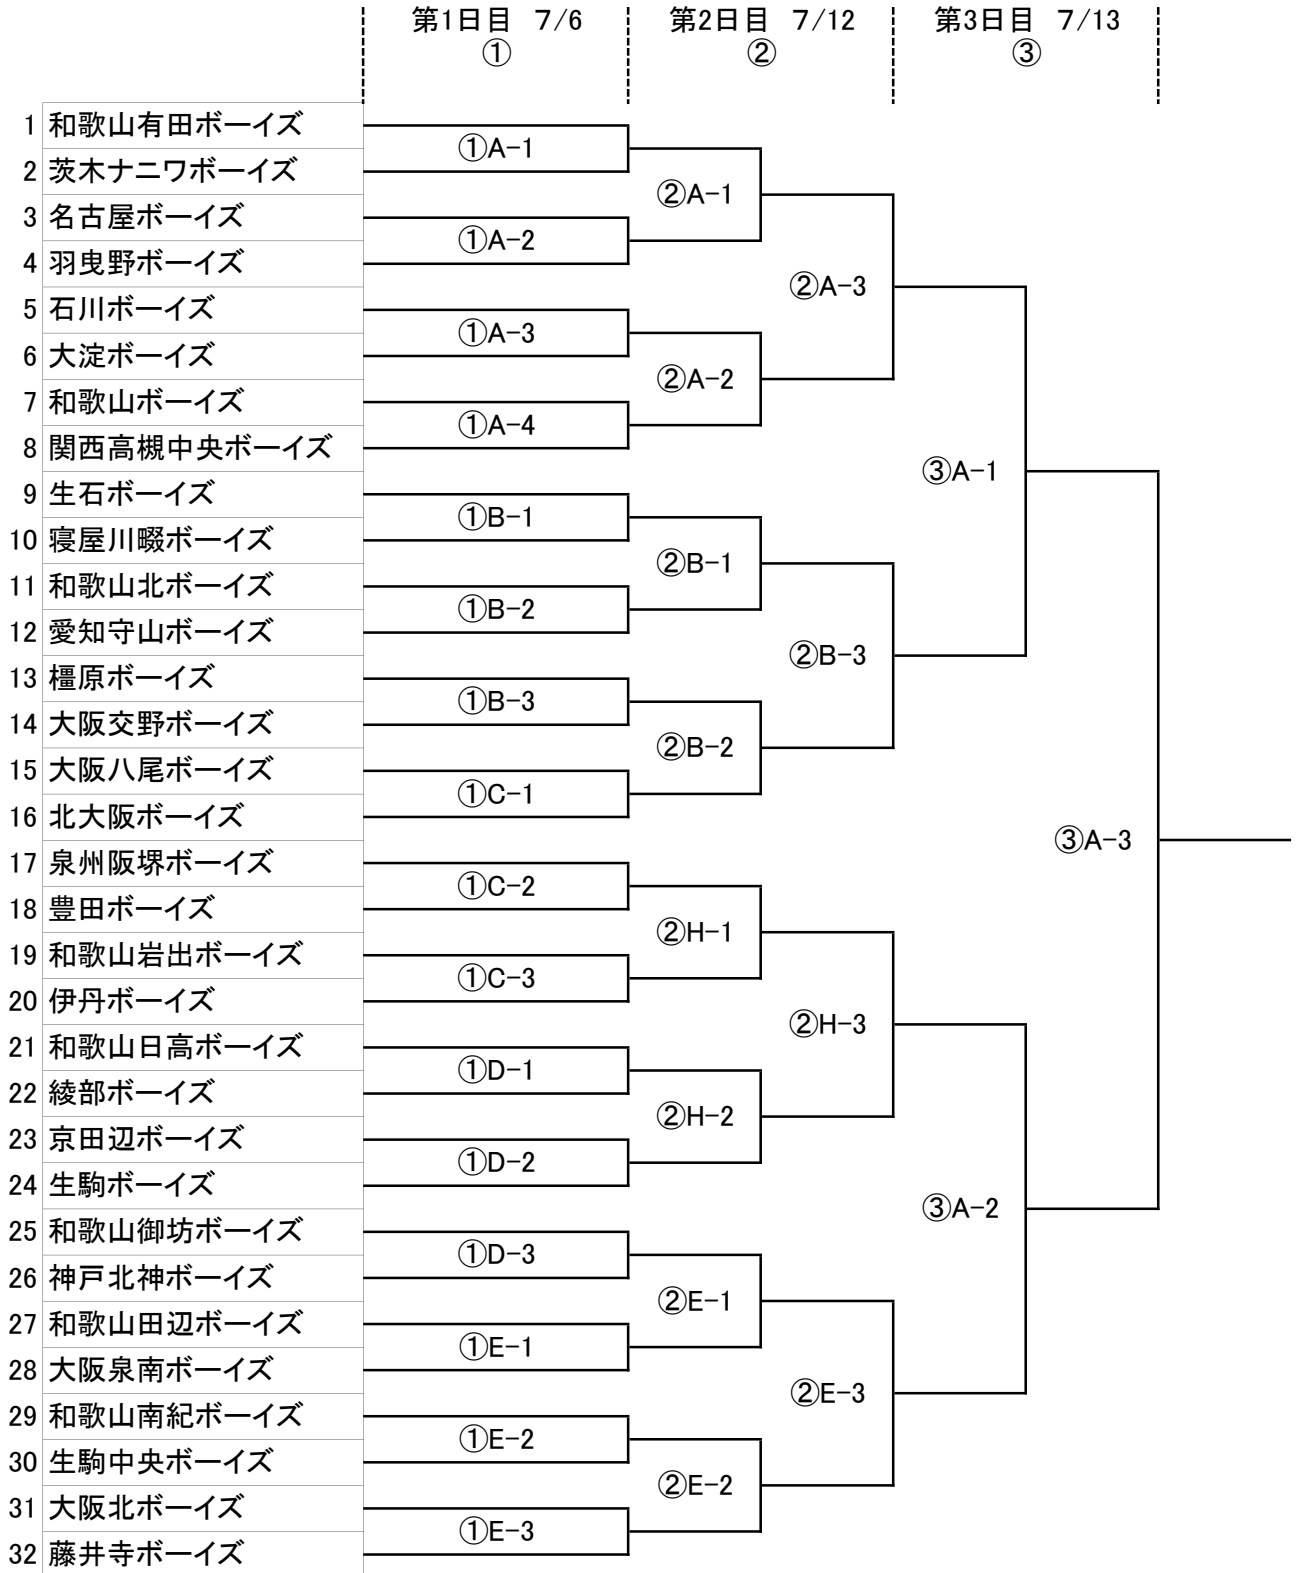 第1日目 7/6 第2日目 7/12 第3日目 7/13
① ② ③
1 和歌山有田ボーイズ
①A-1
2 茨木ナニワボーイズ
②A-1
3 名古屋ボーイズ
①A-2
4 羽曳野ボーイズ
②A-3
5 石川ボーイズ
①A-3
6 大淀ボーイズ
②A-2
7 和歌山ボーイズ
①A-4
8 関西高槻中央ボーイズ
③A-1
9 生石ボーイズ
①B-1
10 寝屋川畷ボーイズ
②B-1
11 和歌山北ボーイズ
①B-2
12 愛知守山ボーイズ
②B-3
13 橿原ボーイズ
①B-3
14 大阪交野ボーイズ
②B-2
15 大阪八尾ボーイズ
①C-1
16 北大阪ボーイズ
③A-3
17 泉州阪堺ボーイズ
①C-2
18 豊田ボーイズ
②H-1
19 和歌山岩出ボーイズ
①C-3
20 伊丹ボーイズ
②H-3
21 和歌山日高ボーイズ
①D-1
22 綾部ボーイズ
②H-2
23 京田辺ボーイズ
①D-2
24 生駒ボーイズ
③A-2
25 和歌山御坊ボーイズ
①D-3
26 神戸北神ボーイズ
②E-1
27 和歌山田辺ボーイズ
①E-1
28 大阪泉南ボーイズ
②E-3
29 和歌山南紀ボーイズ
①E-2
30 生駒中央ボーイズ
②E-2
31 大阪北ボーイズ
①E-3
32 藤井寺ボーイズ